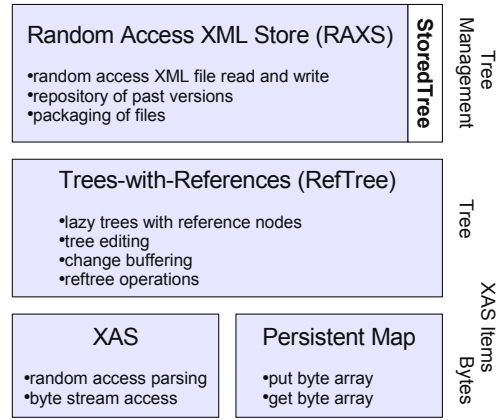 Random Access XML Store (RAXS)
•random access XML file read and write
•repository of past versions
•packaging of files
StoredTree
Tree
Management
Trees-with-References (RefTree)
•lazy trees with reference nodes
•tree editing
•change buffering
•reftree operations
Tree
XAS
•random access parsing
•byte stream access
Persistent Map
•put byte array
•get byte array
XAS Items
Bytes